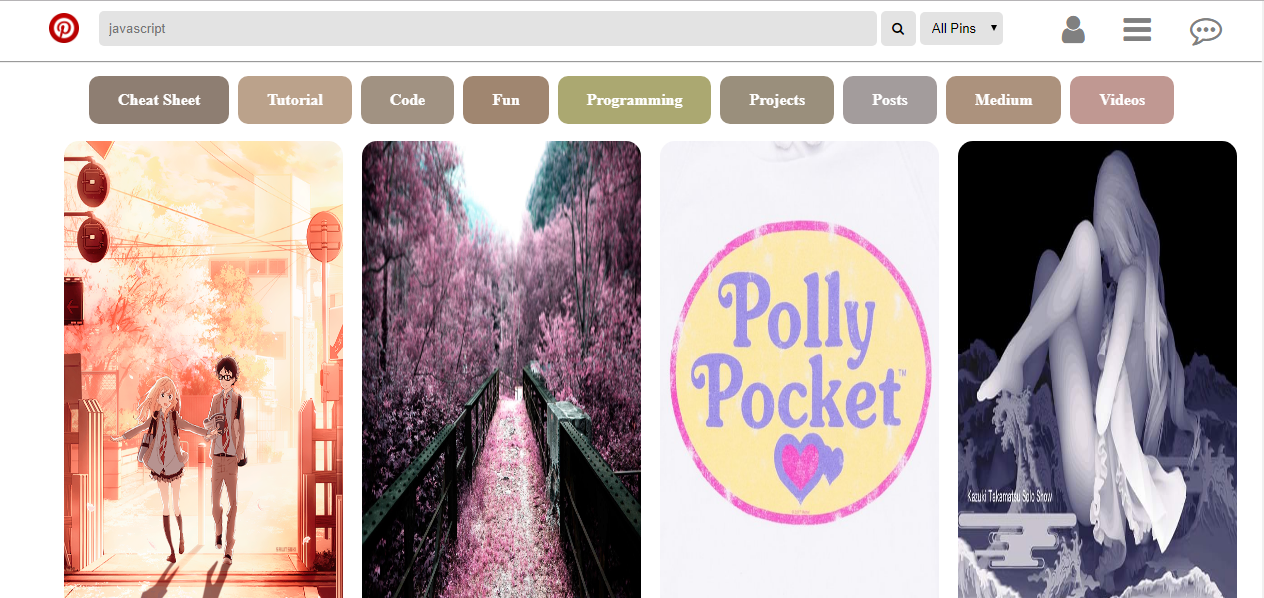 javascript
All Pins
Cheat Sheet
Tutorial
Code
Fun
Programming
Projects
Posts
Medium
Videos
Polly
Pocket™
Kazuki Takamatsu Solo Show